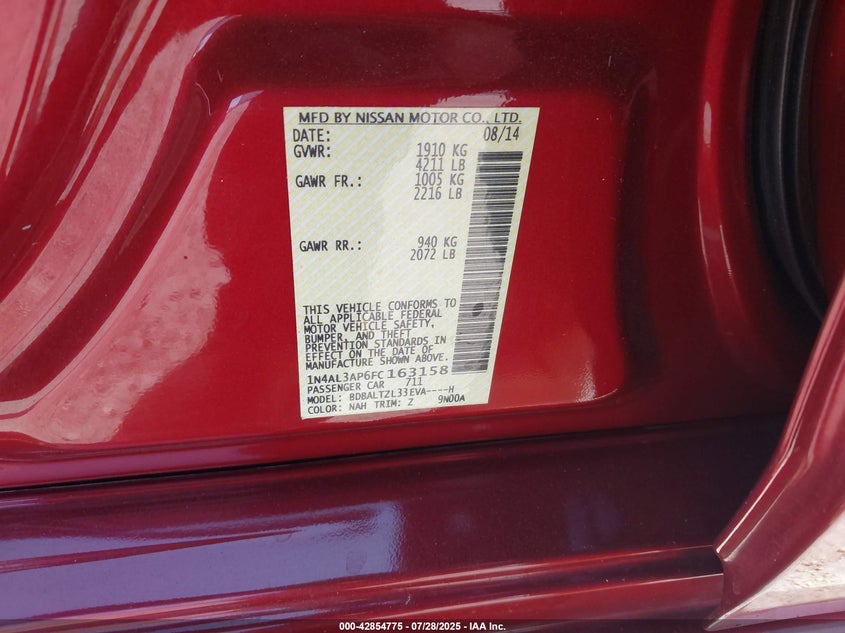 MFD BY NISSAN MOTOR CO., LTD.
DATE: 08/14
GVWR: 1910 KG
4211 LB
GAWR FR.: 1005 KG
2216 LB
GAWR RR.: 940 KG
2072 LB
THIS VEHICLE CONFORMS TO
ALL APPLICABLE FEDERAL
MOTOR VEHICLE SAFETY,
BUMPER, AND THEFT
PREVENTION STANDARDS IN
EFFECT ON THE DATE OF
MANUFACTURE SHOWN ABOVE.
1N4AL3AP6FC163158
PASSENGER CAR 711
MODEL: BDBALTZL33EVA----H
COLOR: NAH TRIM: Z 9N00A
000-42854775 - 07/28/2025 - IAA Inc.